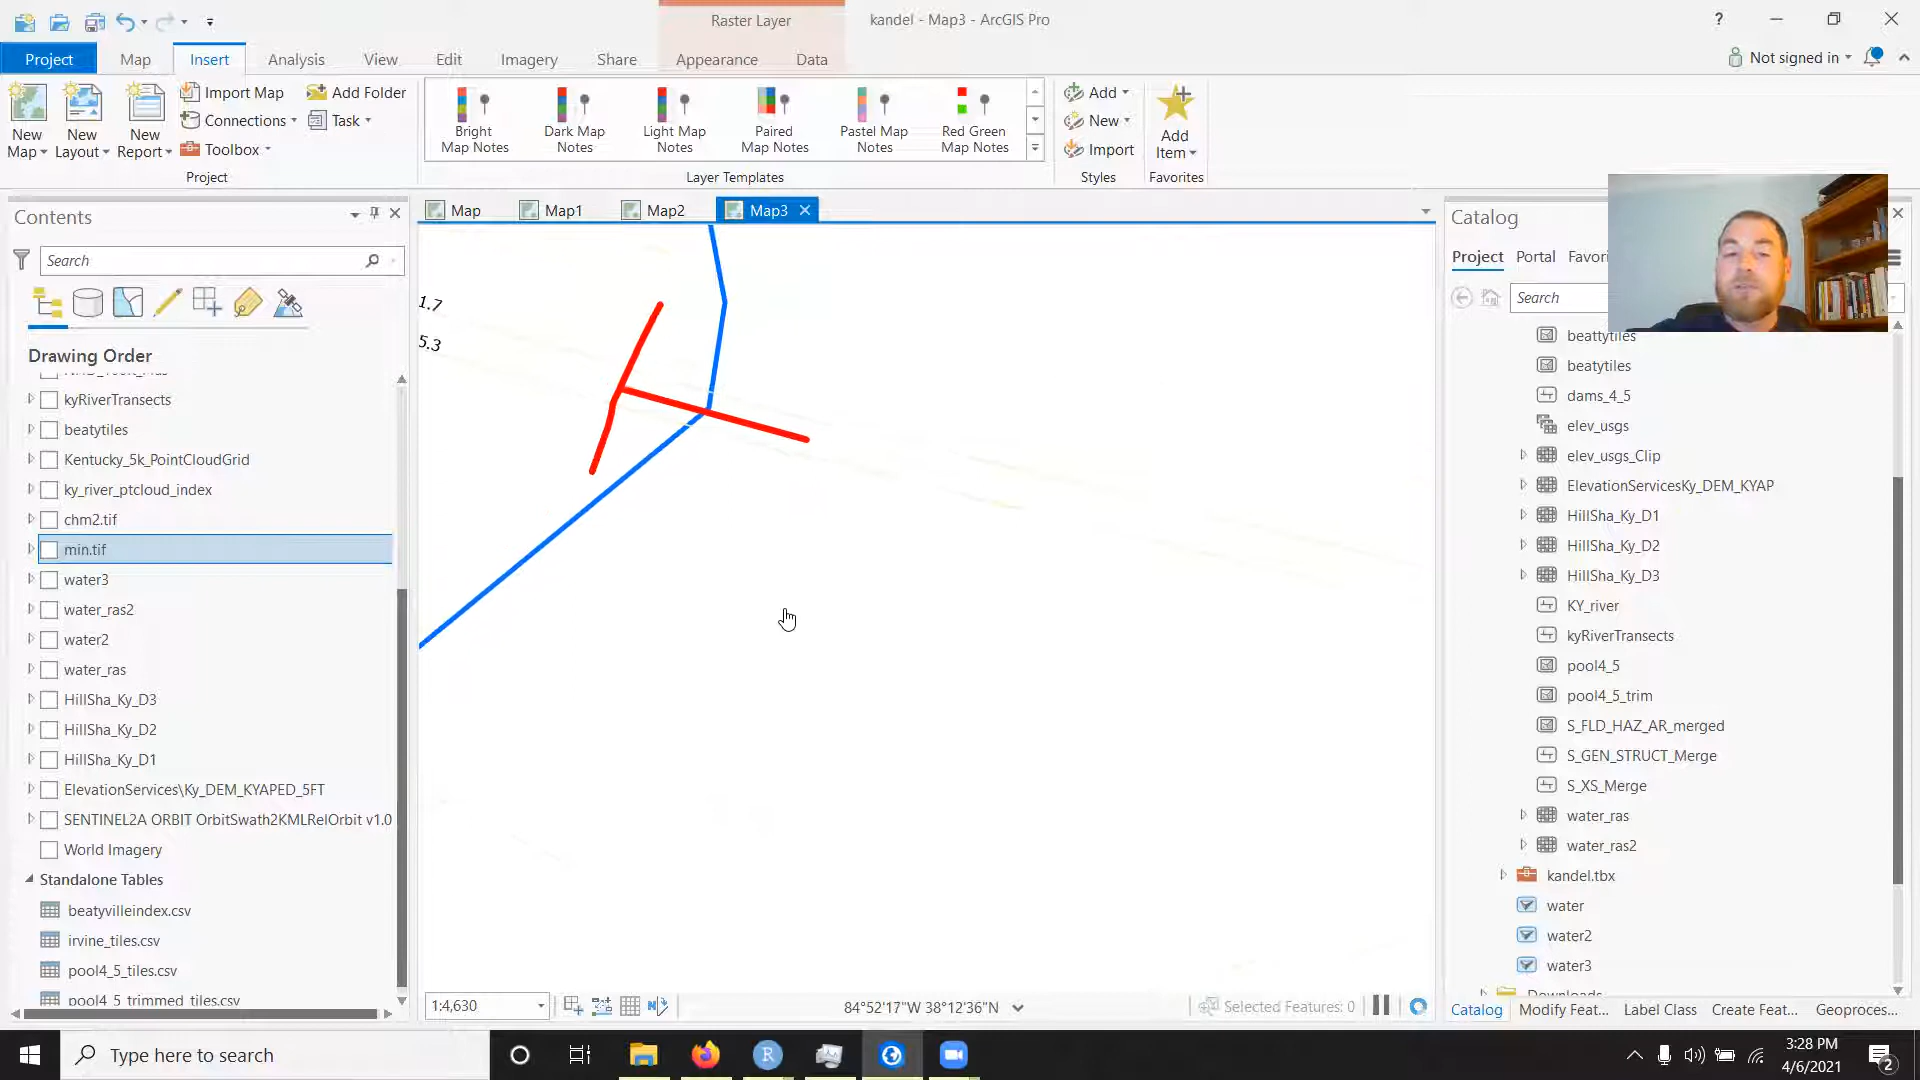 Raster Layer
kandel - Map3 - ArcGIS Pro
?
Project
Map
Insert
Analysis
View
Edit
Imagery
Share
Appearance
Data
Not signed in
New Map
New Layout
New Report
Import Map
Connections
Toolbox
Add Folder
Task
Project
Bright Map Notes
Dark Map Notes
Light Map Notes
Paired Map Notes
Pastel Map Notes
Red Green Map Notes
Layer Templates
Add
New
Import
Styles
Add Item
Favorites
Contents
Search
Drawing Order
kyRiverTransects
beatytiles
Kentucky_5k_PointCloudGrid
ky_river_ptcloud_index
chm2.tif
min.tif
water3
water_ras2
water2
water_ras
HillSha_Ky_D3
HillSha_Ky_D2
HillSha_Ky_D1
ElevationServices\Ky_DEM_KYAPED_5FT
SENTINEL2A ORBIT OrbitSwath2KMLRelOrbit v1.0
World Imagery
Standalone Tables
beatyvilleindex.csv
irvine_tiles.csv
pool4_5_tiles.csv
pool4_5_trimmed_tiles.csv
Map
Map1
Map2
Map3
1.7
5.3
1:4,630
84°52'17"W 38°12'36"N
Selected Features: 0
Catalog
Project
Portal
Favori
Search
beattytiles
beatytiles
dams_4_5
elev_usgs
elev_usgs_Clip
ElevationServicesKy_DEM_KYAP
HillSha_Ky_D1
HillSha_Ky_D2
HillSha_Ky_D3
KY_river
kyRiverTransects
pool4_5
pool4_5_trim
S_FLD_HAZ_AR_merged
S_GEN_STRUCT_Merge
S_XS_Merge
water_ras
water_ras2
kandel.tbx
water
water2
water3
Downloads
Catalog
Modify Feat...
Label Class
Create Feat...
Geoproces...
Type here to search
R
3:28 PM
4/6/2021
2